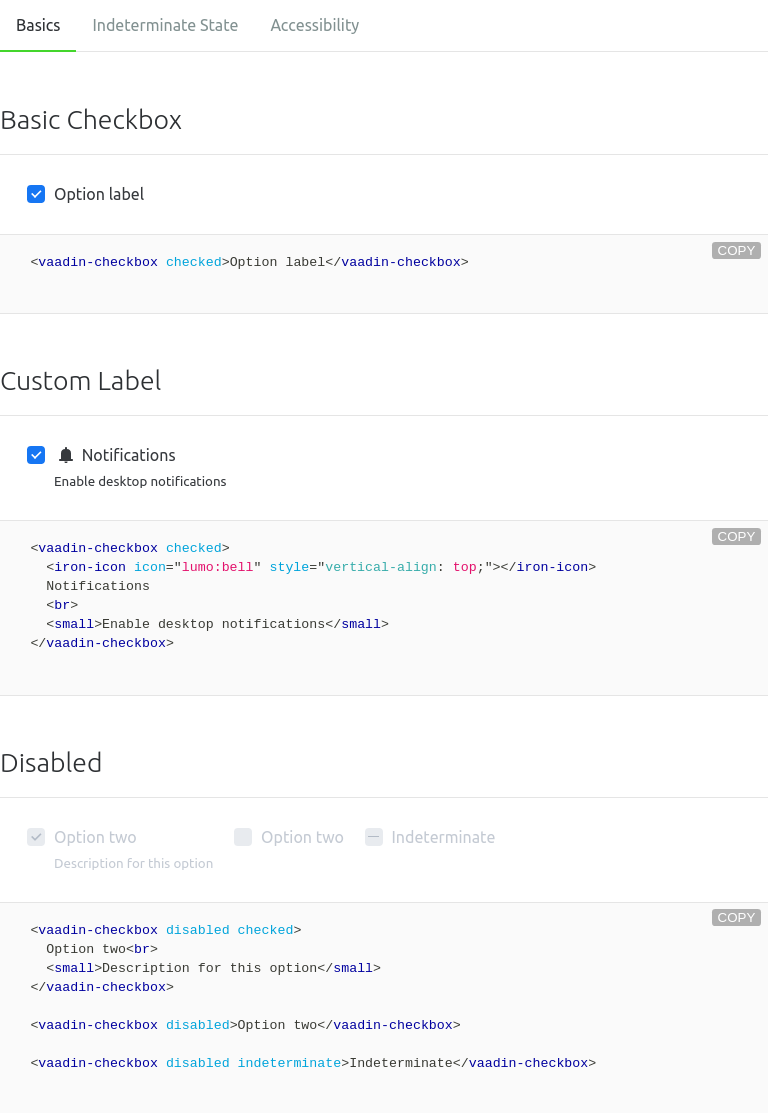 Basics Indeterminate State Accessibility
Basic Checkbox
Option label
COPY
<vaadin-checkbox checked>Option label</vaadin-checkbox>
Custom Label
Notifications
Enable desktop notifications
COPY
<vaadin-checkbox checked>
  <iron-icon icon="lumo:bell" style="vertical-align: top;"></iron-icon>
  Notifications
  <br>
  <small>Enable desktop notifications</small>
</vaadin-checkbox>
Disabled
Option two Option two Indeterminate
Description for this option
COPY
<vaadin-checkbox disabled checked>
  Option two<br>
  <small>Description for this option</small>
</vaadin-checkbox>
<vaadin-checkbox disabled>Option two</vaadin-checkbox>
<vaadin-checkbox disabled indeterminate>Indeterminate</vaadin-checkbox>